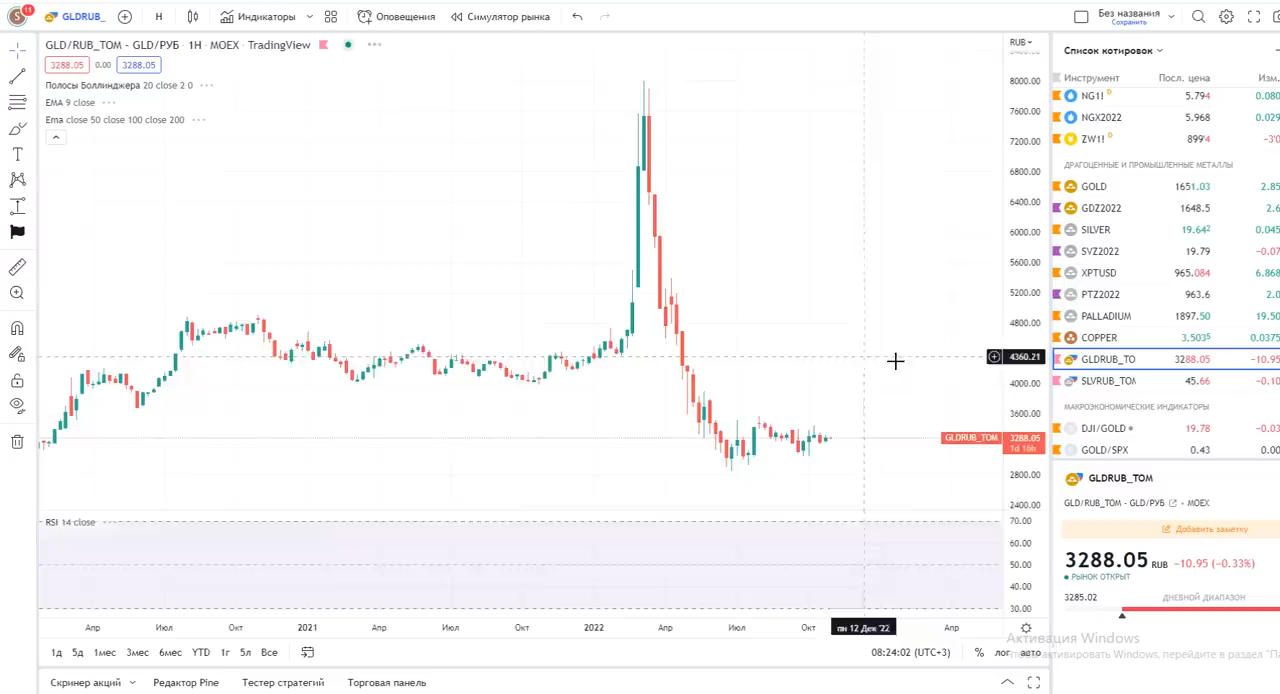 S 11 GLDRUB_ Н Индикаторы Оповещения Симулятор рынка Без названия
Сохранить
GLD/RUB_TOM - GLD/РУБ · 1Н · MOEX · TradingView
3288.05 0.00 3288.05
Полосы Боллинджера 20 close 2 0
EMA 9 close
Ema close 50 close 100 close 200
RUB
8000.00
7600.00
7200.00
6800.00
6400.00
6000.00
5600.00
5200.00
4800.00
4360.21
4000.00
3600.00
GLDRUB_TOM 3288.05
1d 16h
2800.00
2400.00
RSI 14 close
70.00
60.00
50.00
40.00
30.00
Апр Июл Окт 2021 Апр Июл Окт 2022 Апр Июл Окт пн 12 Дек '22 Апр
1д 5д 1мес 3мес 6мес YTD 1г 5л Все 08:24:02 (UTC+3) % лог авто
Скринер акций Редактор Pine Тестер стратегий Торговая панель
Список котировок
Инструмент Посл. цена Изм.
NG1! D 5.794 0.080
NGX2022 5.968 0.029
ZW1! D 899'4 −3'0
ДРАГОЦЕННЫЕ И ПРОМЫШЛЕННЫЕ МЕТАЛЛЫ
GOLD 1651.03 2.85
GDZ2022 1648.5 2.6
SILVER 19.642 0.045
SVZ2022 19.79 −0.07
XPTUSD 965.084 6.868
PTZ2022 963.6 2.0
PALLADIUM 1897.50 19.50
COPPER 3.5035 0.0375
GLDRUB_TO 3288.05 −10.95
SLVRUB_TOM 45.66 −0.10
МАКРОЭКОНОМИЧЕСКИЕ ИНДИКАТОРЫ
DJI/GOLD 19.78 −0.03
GOLD/SPX 0.43 0.00
GLDRUB_TOM
GLD/RUB_TOM - GLD/РУБ • MOEX
Добавить заметку
3288.05 RUB −10.95 (−0.33%)
РЫНОК ОТКРЫТ
3285.02 ДНЕВНОЙ ДИАПАЗОН
Активация Windows
активировать Windows, перейдите в раздел "Па